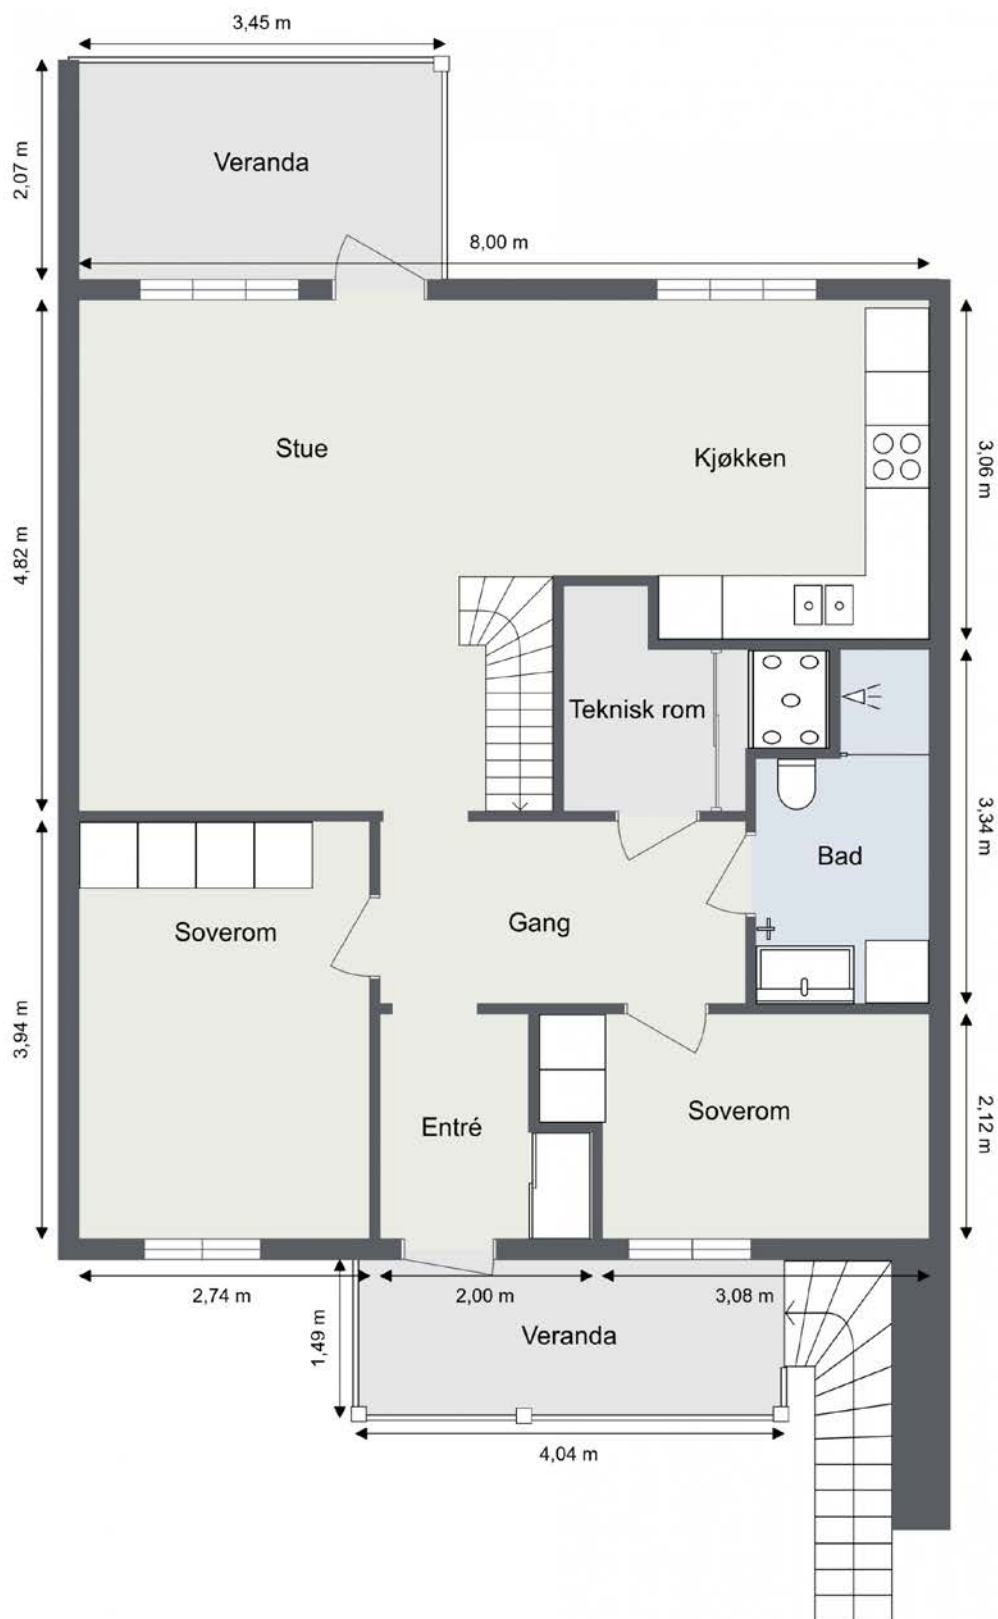 3,45 m
2,07 m
Veranda
8,00 m
Stue
Kjøkken
3,06 m
4,82 m
Teknisk rom
3,34 m
Bad
Soverom
Gang
3,94 m
Entré
Soverom
2,12 m
2,74 m
2,00 m
3,08 m
1,49 m
Veranda
4,04 m